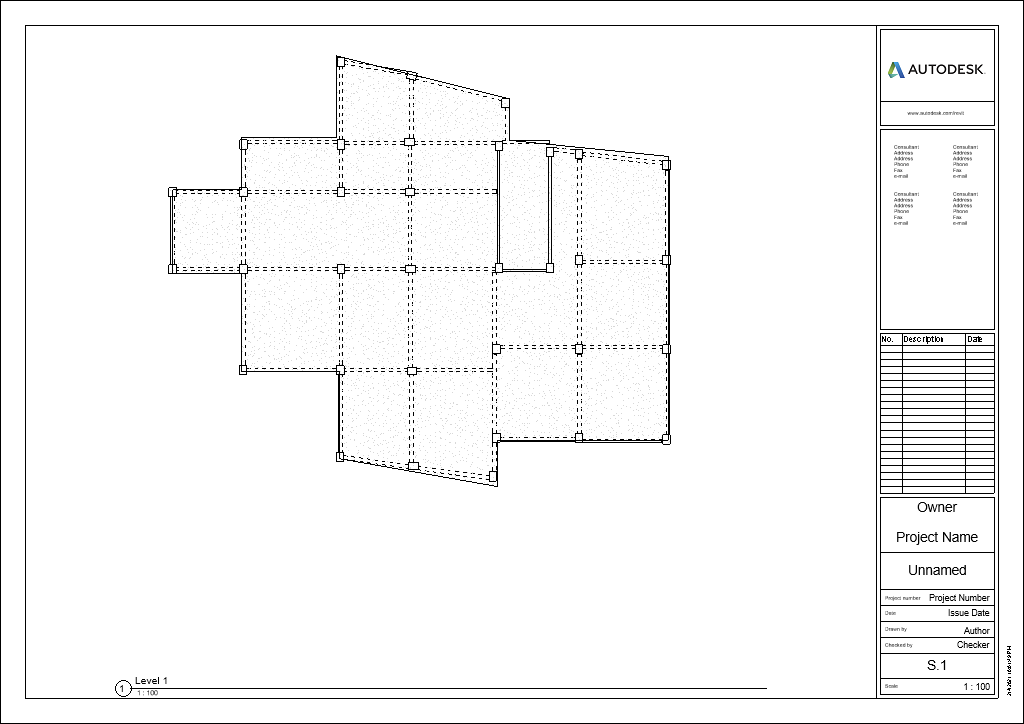 AUTODESK.
www.autodesk.com/revit
Consultant
Address
Address
Phone
Fax
e-mail
Consultant
Address
Address
Phone
Fax
e-mail
Consultant
Address
Address
Phone
Fax
e-mail
Consultant
Address
Address
Phone
Fax
e-mail
No. Description Date
Owner
Project Name
Unnamed
Project number Project Number
Date Issue Date
Drawn by Author
Checked by Checker
S.1
Scale 1 : 100
1 Level 1
1 : 100